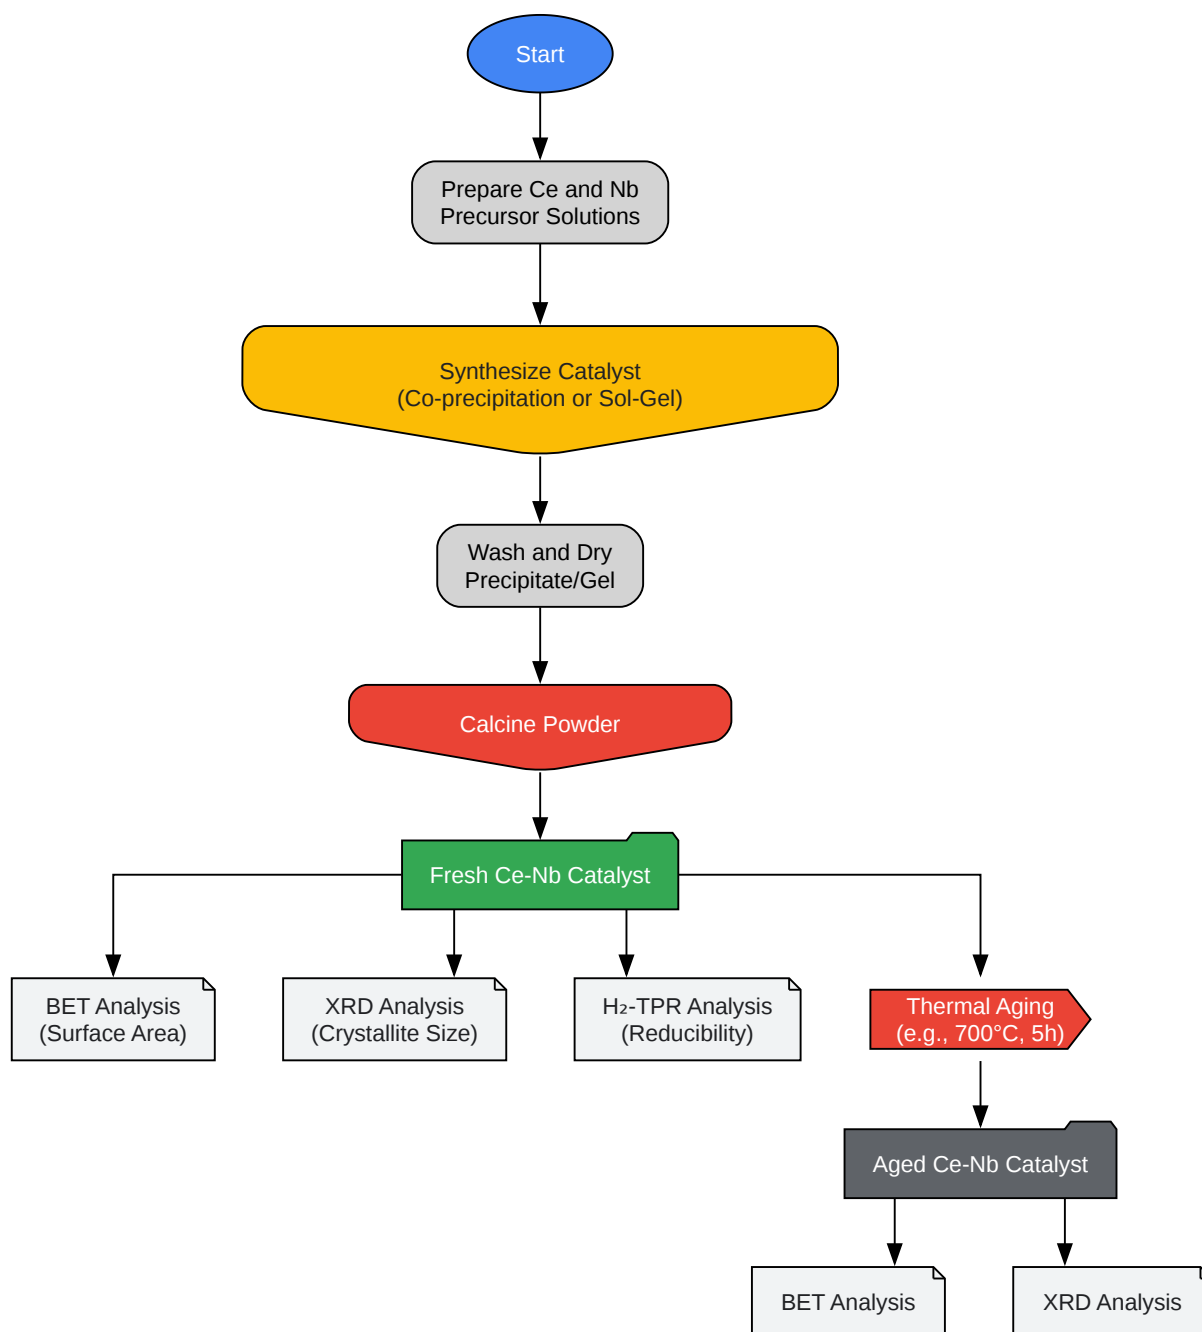 Start
Prepare Ce and Nb
Precursor Solutions
Synthesize Catalyst
(Co-precipitation or Sol-Gel)
Wash and Dry
Precipitate/Gel
Calcine Powder
Fresh Ce-Nb Catalyst
BET Analysis
(Surface Area)
XRD Analysis
(Crystallite Size)
H₂-TPR Analysis
(Reducibility)
Thermal Aging
(e.g., 700°C, 5h)
Aged Ce-Nb Catalyst
BET Analysis
XRD Analysis